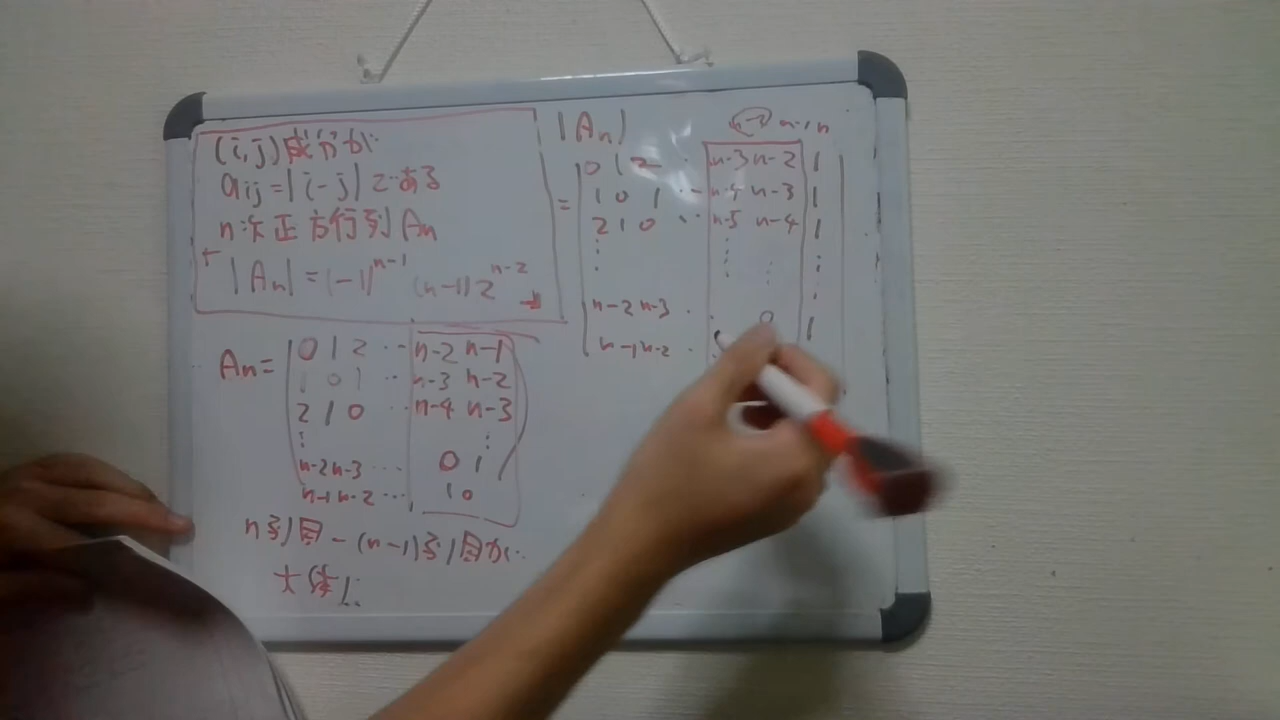 (i,j)成分が
aij=|i-j|である
n次正方行列An
|An|=(-1)^n-1 (n-1)2^n-2
An=
0 1 2 … n-2 n-1
1 0 1 … n-3 n-2
2 1 0 … n-4 n-3
⋮ ⋮
n-2 n-3 … 0 1
n-1 n-2 … 1 0
n列目-(n-1)列目が
大体1
|An|
n-1 n
=
0 1 2 … n-3 n-2 1
1 0 1 … n-4 n-3 1
2 1 0 … n-5 n-4 1
⋮ ⋮ ⋮ ⋮
n-2 n-3 … 0 1
n-1 n-2 …